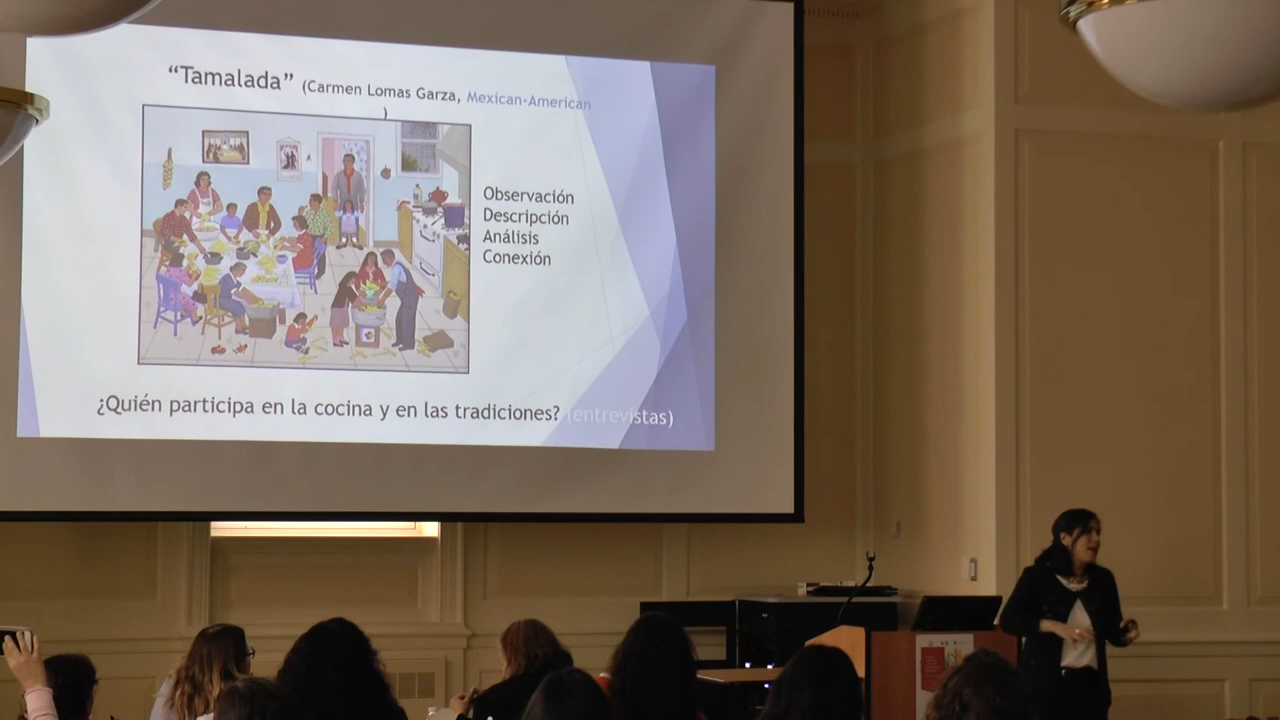 “Tamalada” (Carmen Lomas Garza, Mexican-American
)
Observación
Descripción
Análisis
Conexión
¿Quién participa en la cocina y en las tradiciones? (entrevistas)